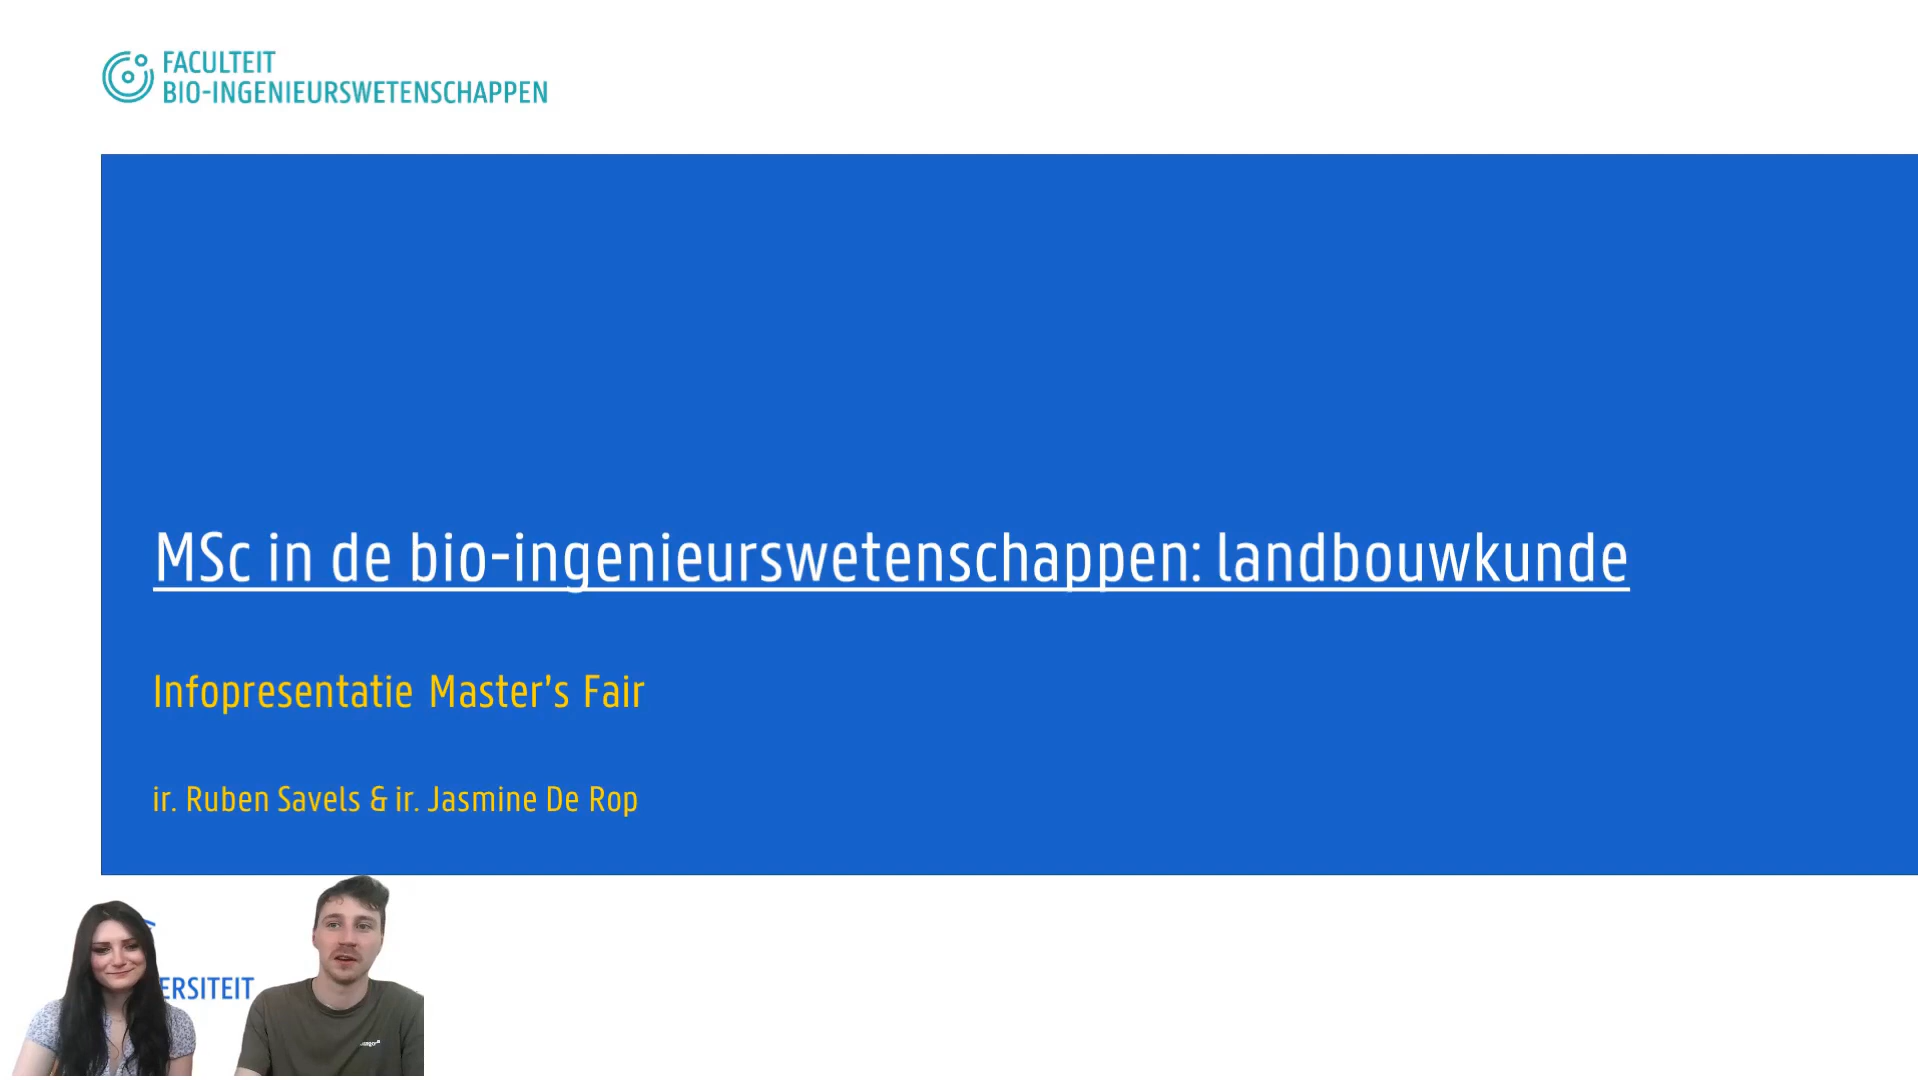 FACULTEIT
BIO-INGENIEURSWETENSCHAPPEN
MSc in de bio-ingenieurswetenschappen: landbouwkunde
Infopresentatie Master's Fair
ir. Ruben Savels & ir. Jasmine De Rop
ERSITEIT